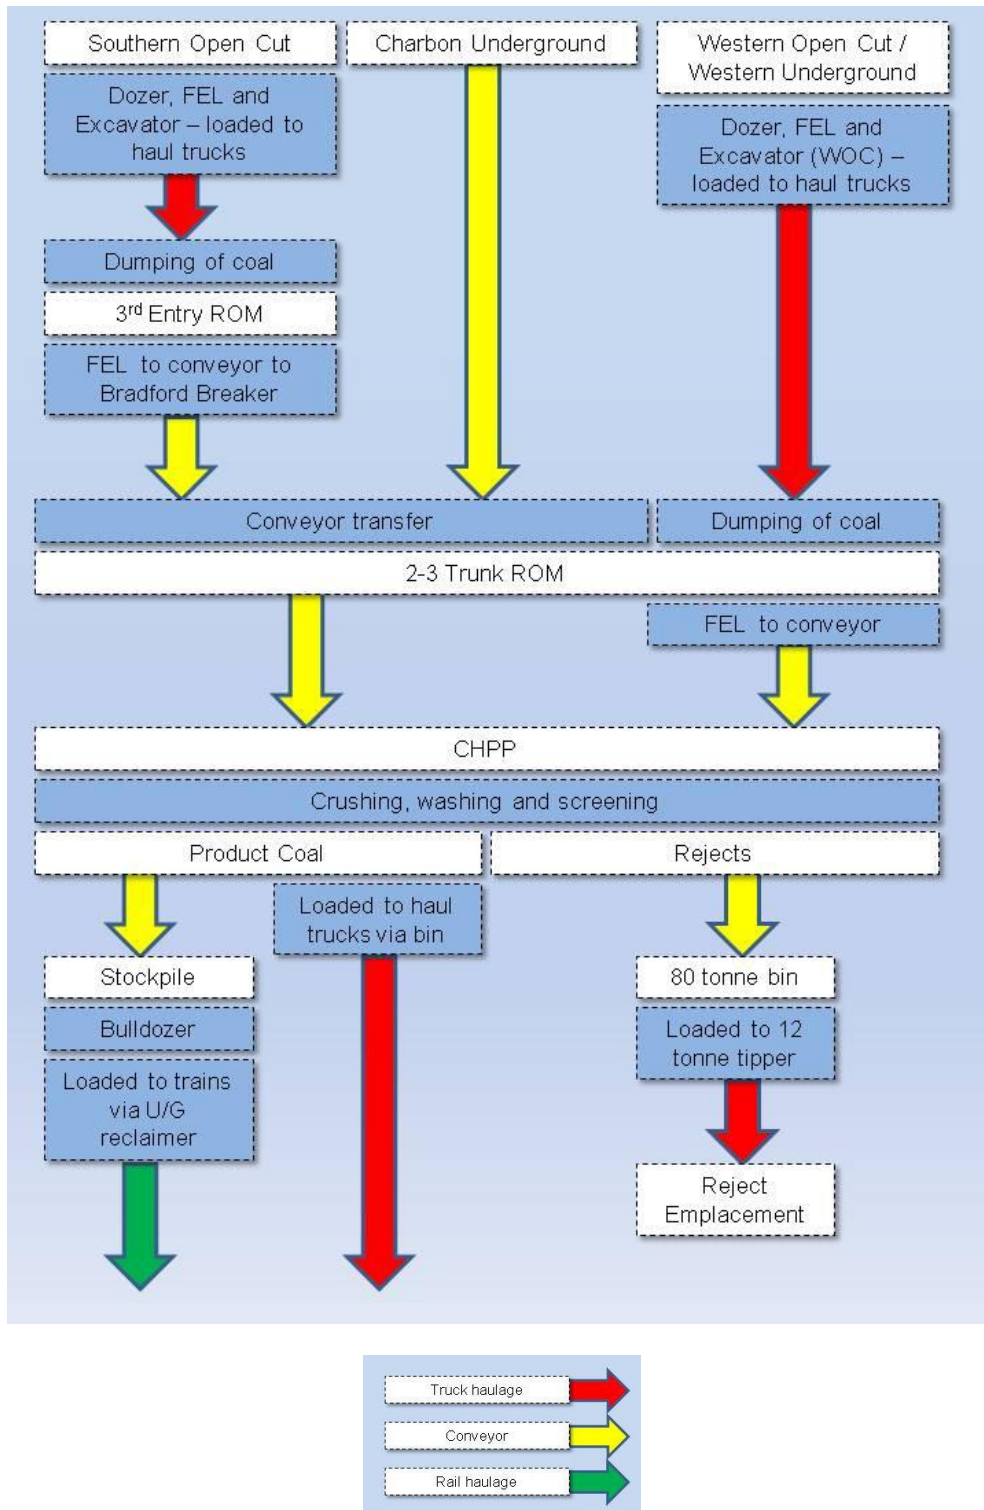 Southern Open Cut
Charbon Underground
Western Open Cut /
Western Underground
Dozer, FEL and
Excavator – loaded to
haul trucks
Dozer, FEL and
Excavator (WOC) –
loaded to haul trucks
Dumping of coal
3rd Entry ROM
FEL to conveyor to
Bradford Breaker
Conveyor transfer
Dumping of coal
2-3 Trunk ROM
FEL to conveyor
CHPP
Crushing, washing and screening
Product Coal
Rejects
Loaded to haul
trucks via bin
Stockpile
80 tonne bin
Bulldozer
Loaded to 12
tonne tipper
Loaded to trains
via U/G
reclaimer
Reject
Emplacement
Truck haulage
Conveyor
Rail haulage